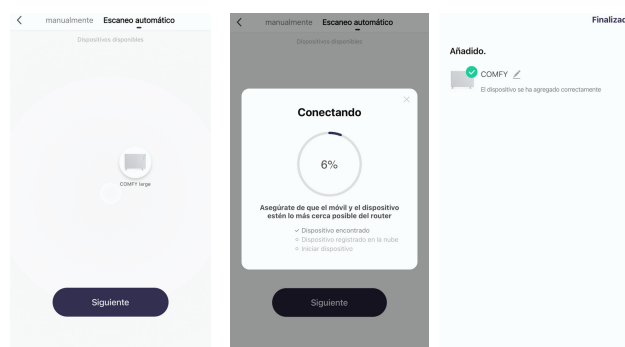 manualmente Escaneo automático
Dispositivos disponibles
COMFY large
Siguiente
manualmente Escaneo automático
Dispositivos disponibles
Conectando
6%
Asegúrate de que el móvil y el dispositivo
estén lo más cerca posible del router
Dispositivo encontrado
Dispositivo registrado en la nube
Iniciar dispositivo
Siguiente
Finalizac
Añadido.
COMFY
El dispositivo se ha agregado correctamente